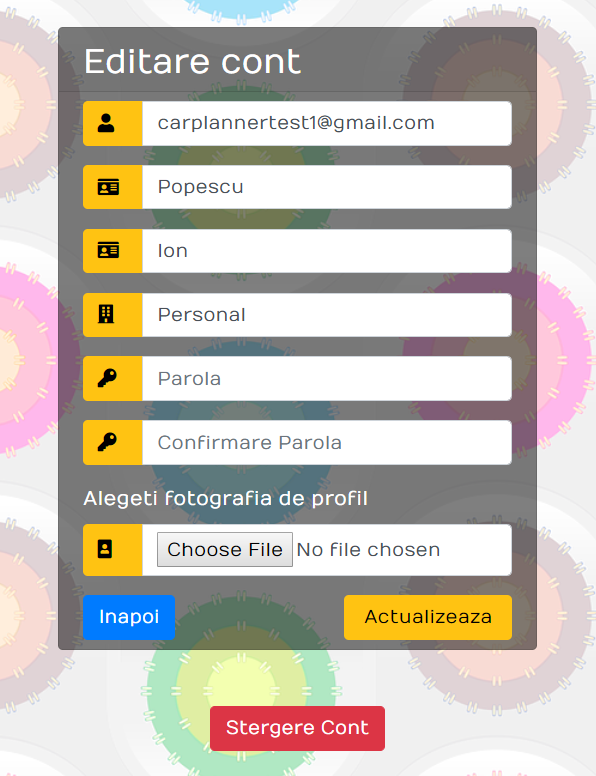 Editare cont
carplannertest1@gmail.com
Popescu
Ion
Personal
Parola
Confirmare Parola
Alegeti fotografia de profil
Choose File No file chosen
Inapoi Actualizeaza
Stergere Cont